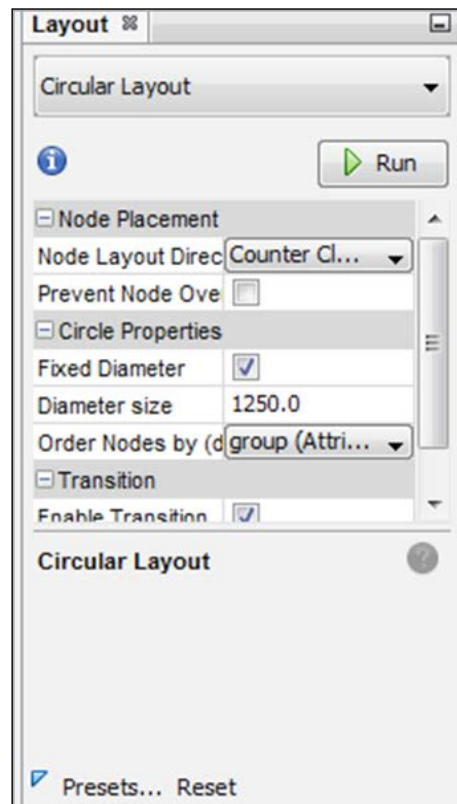 Layout
Circular Layout
Run
Node Placement
Node Layout Direc Counter Cl...
Prevent Node Ove
Circle Properties
Fixed Diameter
Diameter size 1250.0
Order Nodes by (d group (Attri...
Transition
Enable Transition
Circular Layout
Presets... Reset